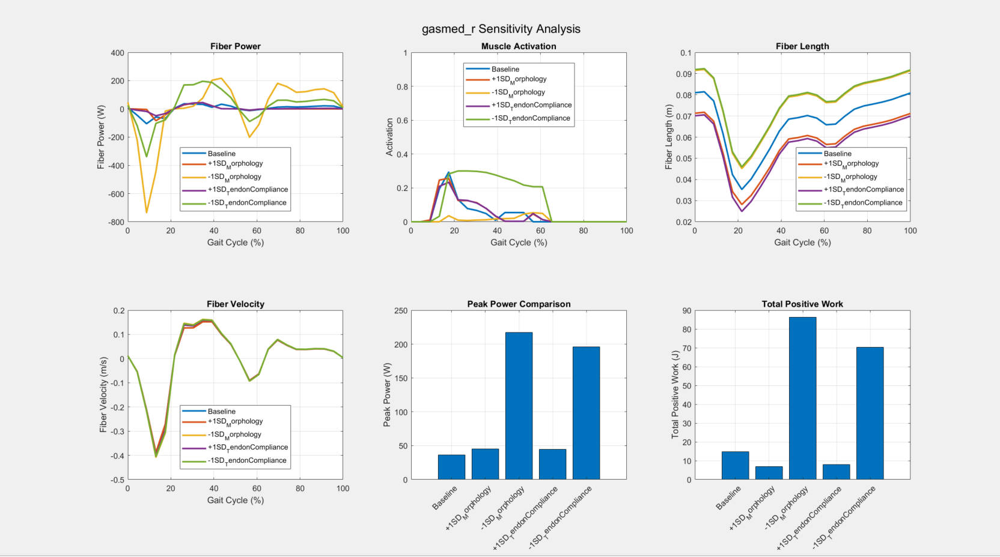 gasmed_r Sensitivity Analysis
Fiber Power
400
200
0
-200
-400
-600
-800
0 20 40 60 80 100
Fiber Power (W)
Gait Cycle (%)
Baseline
+1SD_Morphology
-1SD_Morphology
+1SD_TendonCompliance
-1SD_TendonCompliance
Muscle Activation
1
0.8
0.6
0.4
0.2
0
0 20 40 60 80 100
Activation
Gait Cycle (%)
Baseline
+1SD_Morphology
-1SD_Morphology
+1SD_TendonCompliance
-1SD_TendonCompliance
Fiber Length
0.1
0.09
0.08
0.07
0.06
0.05
0.04
0.03
0.02
0 20 40 60 80 100
Fiber Length (m)
Gait Cycle (%)
Baseline
+1SD_Morphology
-1SD_Morphology
+1SD_TendonCompliance
-1SD_TendonCompliance
Fiber Velocity
0.2
0.1
0
-0.1
-0.2
-0.3
-0.4
-0.5
0 20 40 60 80 100
Fiber Velocity (m/s)
Gait Cycle (%)
Baseline
+1SD_Morphology
-1SD_Morphology
+1SD_TendonCompliance
-1SD_TendonCompliance
Peak Power Comparison
250
200
150
100
50
0
Peak Power (W)
Baseline
+1SD_Morphology
-1SD_Morphology
+1SD_TendonCompliance
-1SD_TendonCompliance
Total Positive Work
90
80
70
60
50
40
30
20
10
0
Total Positive Work (J)
Baseline
+1SD_Morphology
-1SD_Morphology
+1SD_TendonCompliance
-1SD_TendonCompliance